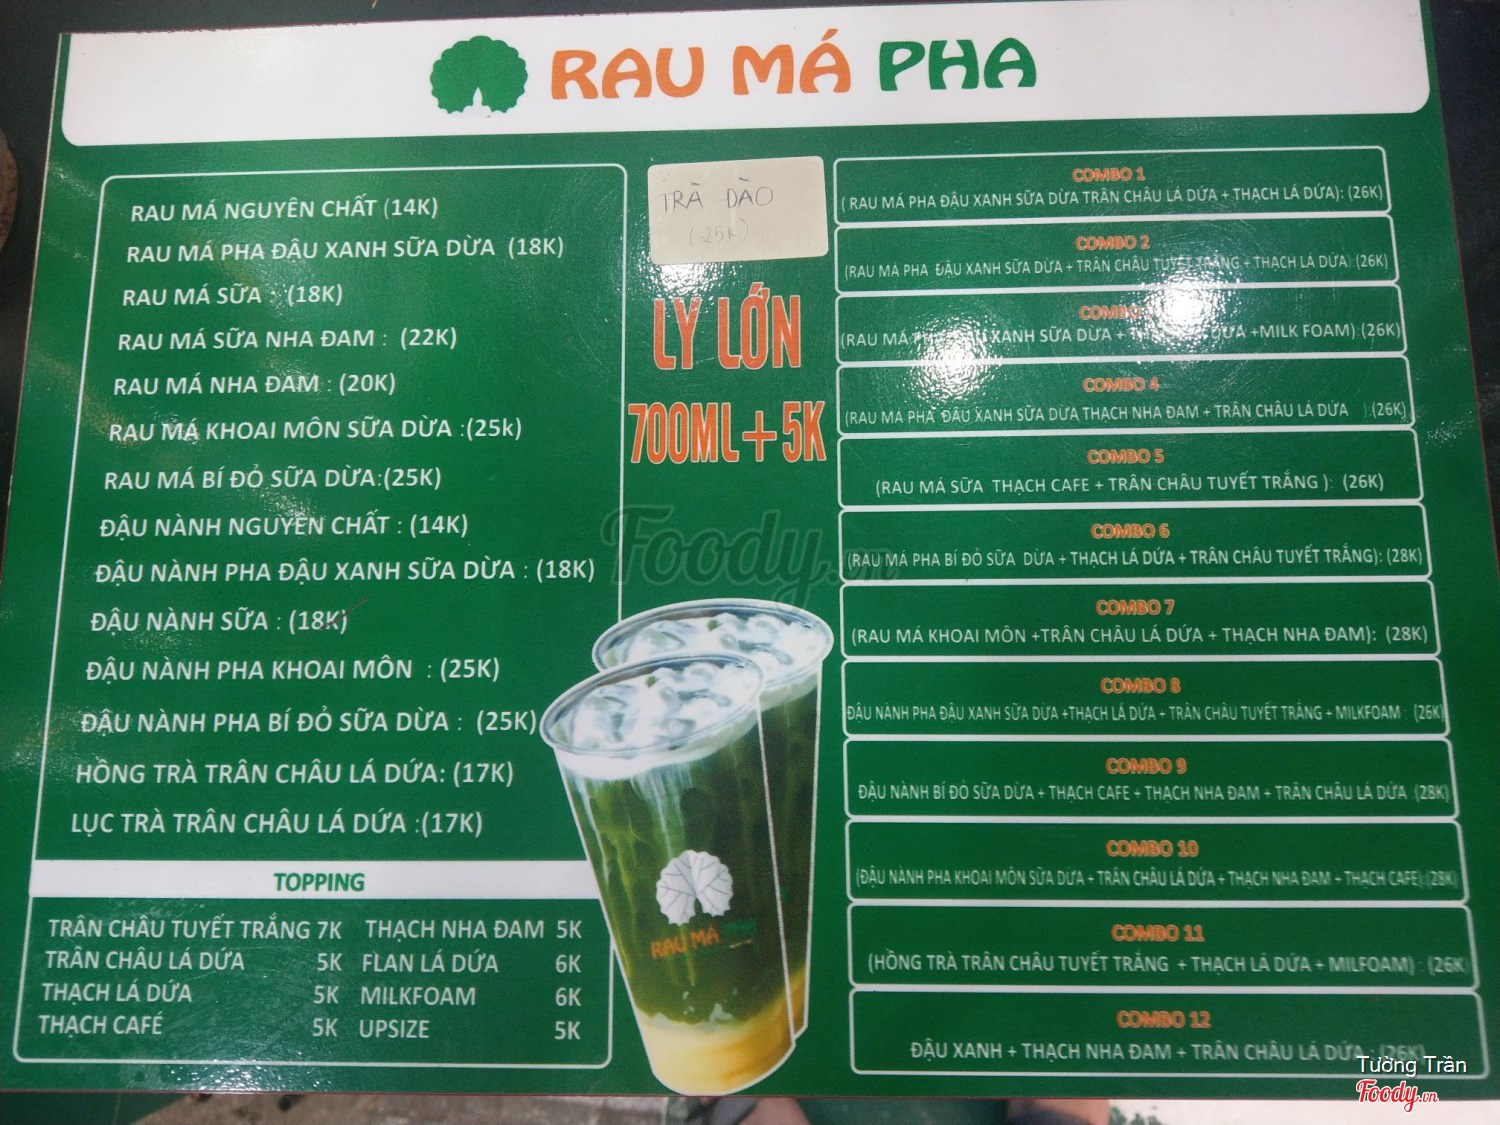 RAU MÁ PHA
RAU MÁ NGUYÊN CHẤT (14K)
RAU MÁ PHA ĐẬU XANH SỮA DỪA (18K)
RAU MÁ SỮA : (18K)
RAU MÁ SỮA NHA ĐAM : (22K)
RAU MÁ NHA ĐAM : (20K)
RAU MÁ KHOAI MÔN SỮA DỪA :(25k)
RAU MÁ BÍ ĐỎ SỮA DỪA:(25K)
ĐẬU NÀNH NGUYÊN CHẤT : (14K)
ĐẬU NÀNH PHA ĐẬU XANH SỮA DỪA : (18K)
ĐẬU NÀNH SỮA : (18K)
ĐẬU NÀNH PHA KHOAI MÔN : (25K)
ĐẬU NÀNH PHA BÍ ĐỎ SỮA DỪA : (25K)
HỒNG TRÀ TRÂN CHÂU LÁ DỨA: (17K)
LỤC TRÀ TRÂN CHÂU LÁ DỨA :(17K)
TOPPING
TRÂN CHÂU TUYẾT TRẮNG 7K
TRÂN CHÂU LÁ DỨA 5K
THẠCH LÁ DỨA 5K
THẠCH CAFÉ 5K
THẠCH NHA ĐAM 5K
FLAN LÁ DỨA 6K
MILKFOAM 6K
UPSIZE 5K
TRÀ ĐÀO
(25K)
LY LỚN
700ML+5K
RAU MÁ PHA
COMBO 1
( RAU MÁ PHA ĐẬU XANH SỮA DỪA TRÂN CHÂU LÁ DỨA + THẠCH LÁ DỨA): (26K)
COMBO 2
(RAU MÁ PHA ĐẬU XANH SỮA DỪA + TRÂN CHÂU TUYẾT TRẮNG + THẠCH LÁ DỨA):(26K)
COMBO
(RAU MÁ XANH SỮA DỪA + DỨA +MILK FOAM):(26K)
COMBO 4
(RAU MÁ PHA ĐẬU XANH SỮA DỪA THẠCH NHA ĐAM + TRÂN CHÂU LÁ DỨA ):(26K)
COMBO 5
(RAU MÁ SỮA THẠCH CAFE + TRÂN CHÂU TUYẾT TRẮNG ): (26K)
COMBO 6
(RAU MÁ PHA BÍ ĐỎ SỮA DỪA + THẠCH LÁ DỨA + TRÂN CHÂU TUYẾT TRẮNG): (28K)
COMBO 7
(RAU MÁ KHOAI MÔN +TRÂN CHÂU LÁ DỨA + THẠCH NHA ĐAM): (28K)
COMBO 8
ĐẬU NÀNH PHA ĐẬU XANH SỮA DỪA +THẠCH LÁ DỨA + TRÂN CHÂU TUYẾT TRẮNG + MILKFOAM : (26K)
COMBO 9
ĐẬU NÀNH BÍ ĐỎ SỮA DỪA + THẠCH CAFE + THẠCH NHA ĐAM + TRÂN CHÂU LÁ DỨA :(28K)
COMBO 10
(ĐẬU NÀNH PHA KHOAI MÔN SỮA DỪA + TRÂN CHÂU LÁ DỨA + THẠCH NHA ĐAM + THẠCH CAFE):(28K)
COMBO 11
(HỒNG TRÀ TRÂN CHÂU TUYẾT TRẮNG + THẠCH LÁ DỨA + MILFOAM) : (26K)
COMBO 12
ĐẬU XANH + THẠCH NHA ĐAM + TRÂN CHÂU LÁ DỨA : (26K)
Foody.vn
Tường Trần
Foody.vn